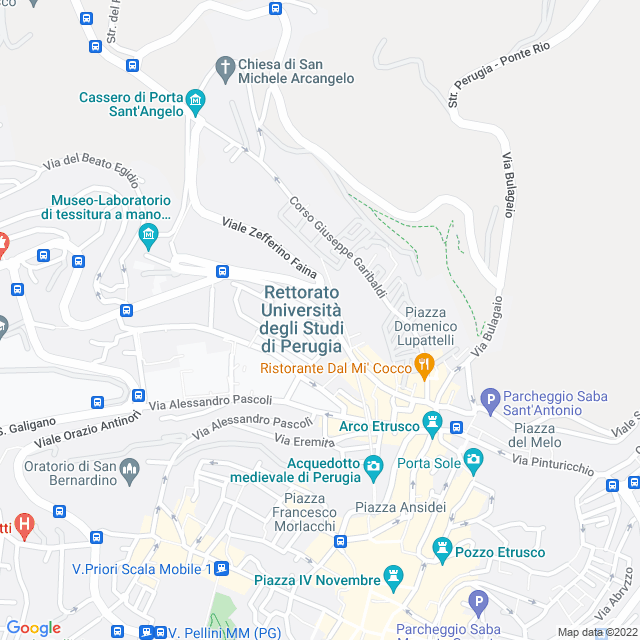 Str. del
Chiesa di San
Michele Arcangelo
Cassero di Porta
Sant'Angelo
Str. Perugia - Ponte Rio
Via del Beato Egidio
Via Bulagaio
Museo-Laboratorio
di tessitura a mano…
Corso Giuseppe Garibaldi
Viale Zefferino Faina
Rettorato
Università
degli Studi
di Perugia
Piazza
Domenico
Lupattelli
Via Bulagaio
Ristorante Dal Mi' Cocco
Parcheggio Saba
Sant'Antonio
Via Alessandro Pascoli
Viale S
S. Galigano
Viale Orazio Antinori
Via Alessandro Pascoli
Arco Etrusco
Piazza
del Melo
Via Eremira
Via Pinturicchio
Oratorio di San
Bernardino
Acquedotto
medievale di Perugia
Porta Sole
Piazza
Francesco
Morlacchi
Piazza Ansidei
tti
H
Pozzo Etrusco
V.Priori Scala Mobile 1
Piazza IV Novembre
Via Abruzzo
Google
V. Pellini MM (PG)
Parcheggio Saba
Map data ©2022